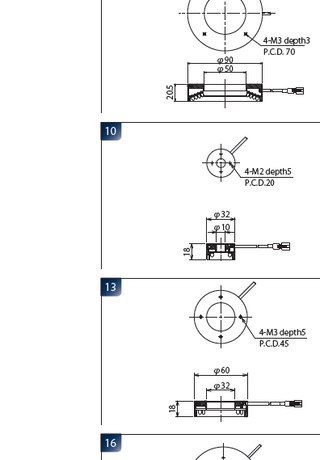 4-M3 depth3
P.C.D. 70
φ90
φ50
20.5
10
4-M2 depth5
P.C.D.20
φ32
φ10
18
13
4-M3 depth5
P.C.D.45
φ60
φ32
18
16